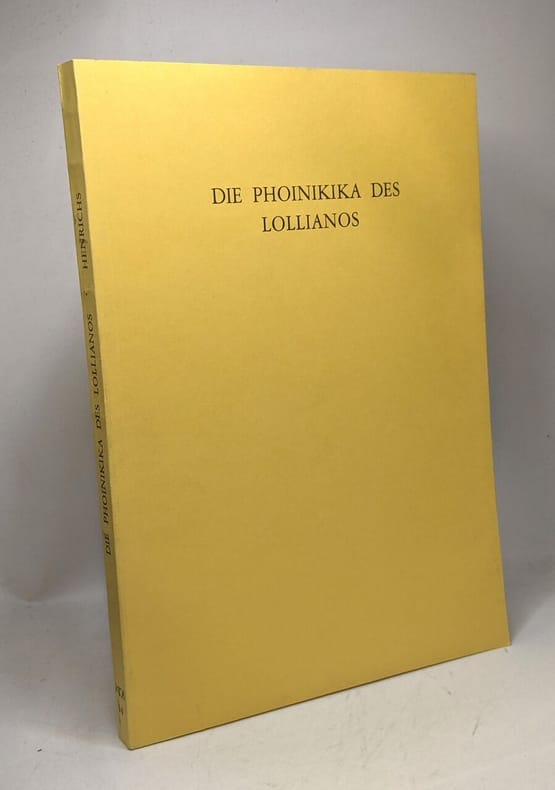 DIE PHOINIKIKA DES
LOLLIANOS
DIE PHOINIKIKA DES LOLLIANOS · HENRICHS